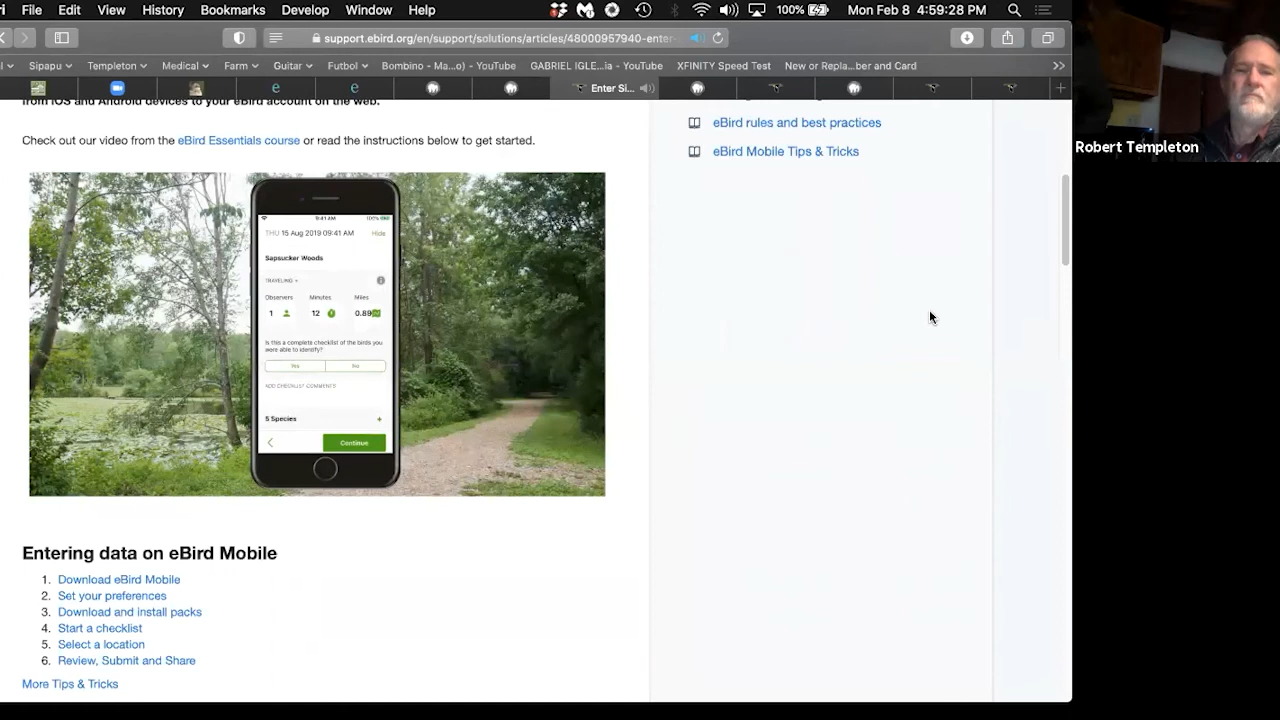 File Edit View History Bookmarks Develop Window Help 100% Mon Feb 8 4:59:28 PM
support.ebird.org/en/support/solutions/articles/48000957940-enter-
Sipapu Templeton Medical Farm Guitar Futbol Bombino - Ma...o) - YouTube GABRIEL IGLE...ia - YouTube XFINITY Speed Test New or Repla...ber and Card >>
Enter Si...
from iOS and Android devices to your eBird account on the web.
Check out our video from the eBird Essentials course or read the instructions below to get started.
eBird rules and best practices
eBird Mobile Tips & Tricks
Robert Templeton
9:41 AM 100%
THU 15 Aug 2019 09:41 AM Hide
Sapsucker Woods
TRAVELING
Observers Minutes Miles
1 12 0.89
Is this a complete checklist of the birds you
were able to identify?
Yes No
ADD CHECKLIST COMMENTS
5 Species +
Continue
Entering data on eBird Mobile
1. Download eBird Mobile
2. Set your preferences
3. Download and install packs
4. Start a checklist
5. Select a location
6. Review, Submit and Share
More Tips & Tricks